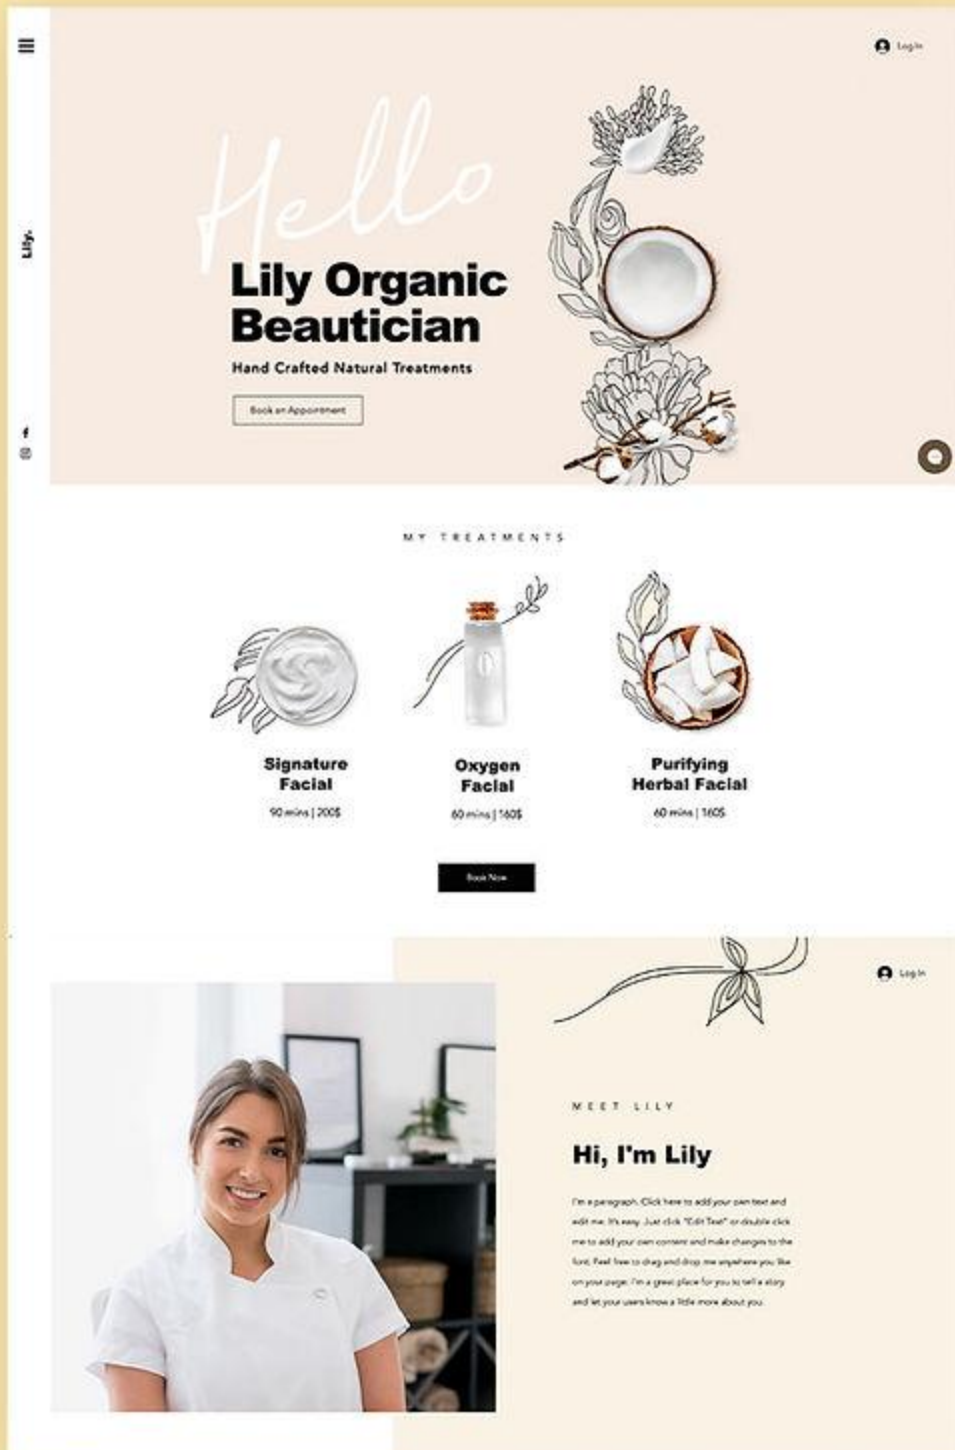 Log In
Hello
Lily.
Lily Organic
Beautician
Hand Crafted Natural Treatments
Book an Appointment
MY TREATMENTS
Signature
Facial
90 mins | 200$
Oxygen
Facial
60 mins | 160$
Purifying
Herbal Facial
60 mins | 160$
Book Now
Log In
MEET LILY
Hi, I'm Lily
I'm a paragraph. Click here to add your own text and
edit me. It's easy. Just click "Edit Text" or double click
me to add your own content and make changes to the
font. Feel free to drag and drop me anywhere you like
on your page. I'm a great place for you to tell a story
and let your users know a little more about you.